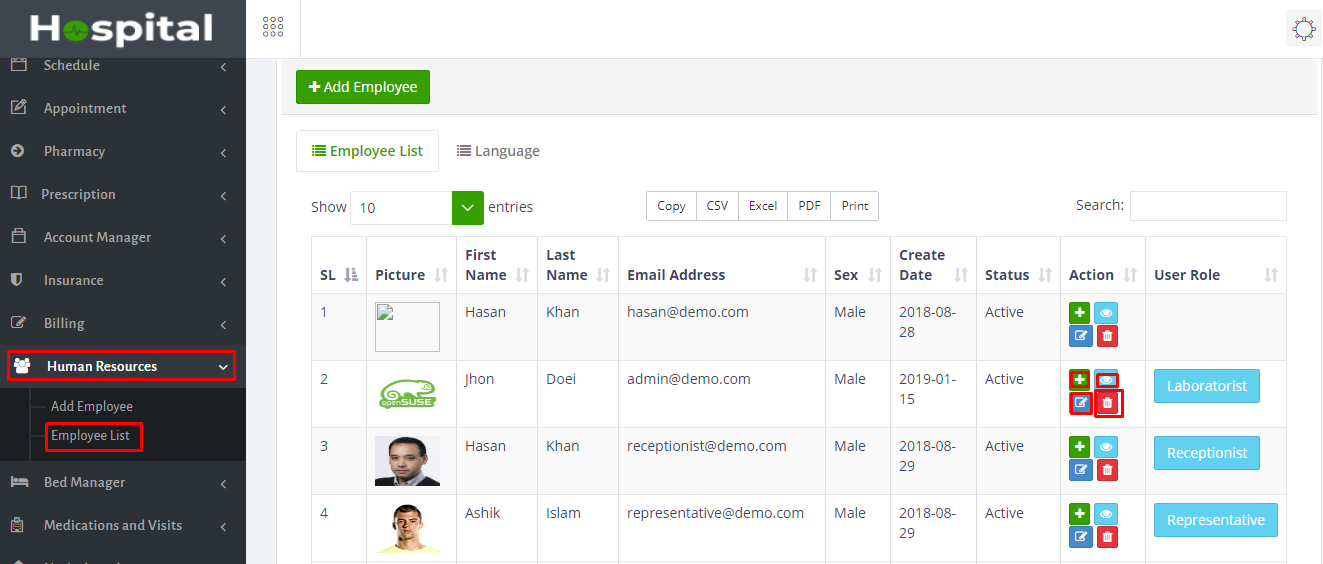 Hospital
Schedule
Appointment
Pharmacy
Prescription
Account Manager
Insurance
Billing
Human Resources
Add Employee
Employee List
Bed Manager
Medications and Visits
Add Employee
Employee List Language
Show 10 entries Copy CSV Excel PDF Print Search:
SL Picture First Name Last Name Email Address Sex Create Date Status Action User Role
1 Hasan Khan hasan@demo.com Male 2018-08-28 Active
2 openSUSE Jhon Doei admin@demo.com Male 2019-01-15 Active Laboratorist
3 Hasan Khan receptionist@demo.com Male 2018-08-29 Active Receptionist
4 Ashik Islam representative@demo.com Male 2018-08-29 Active Representative